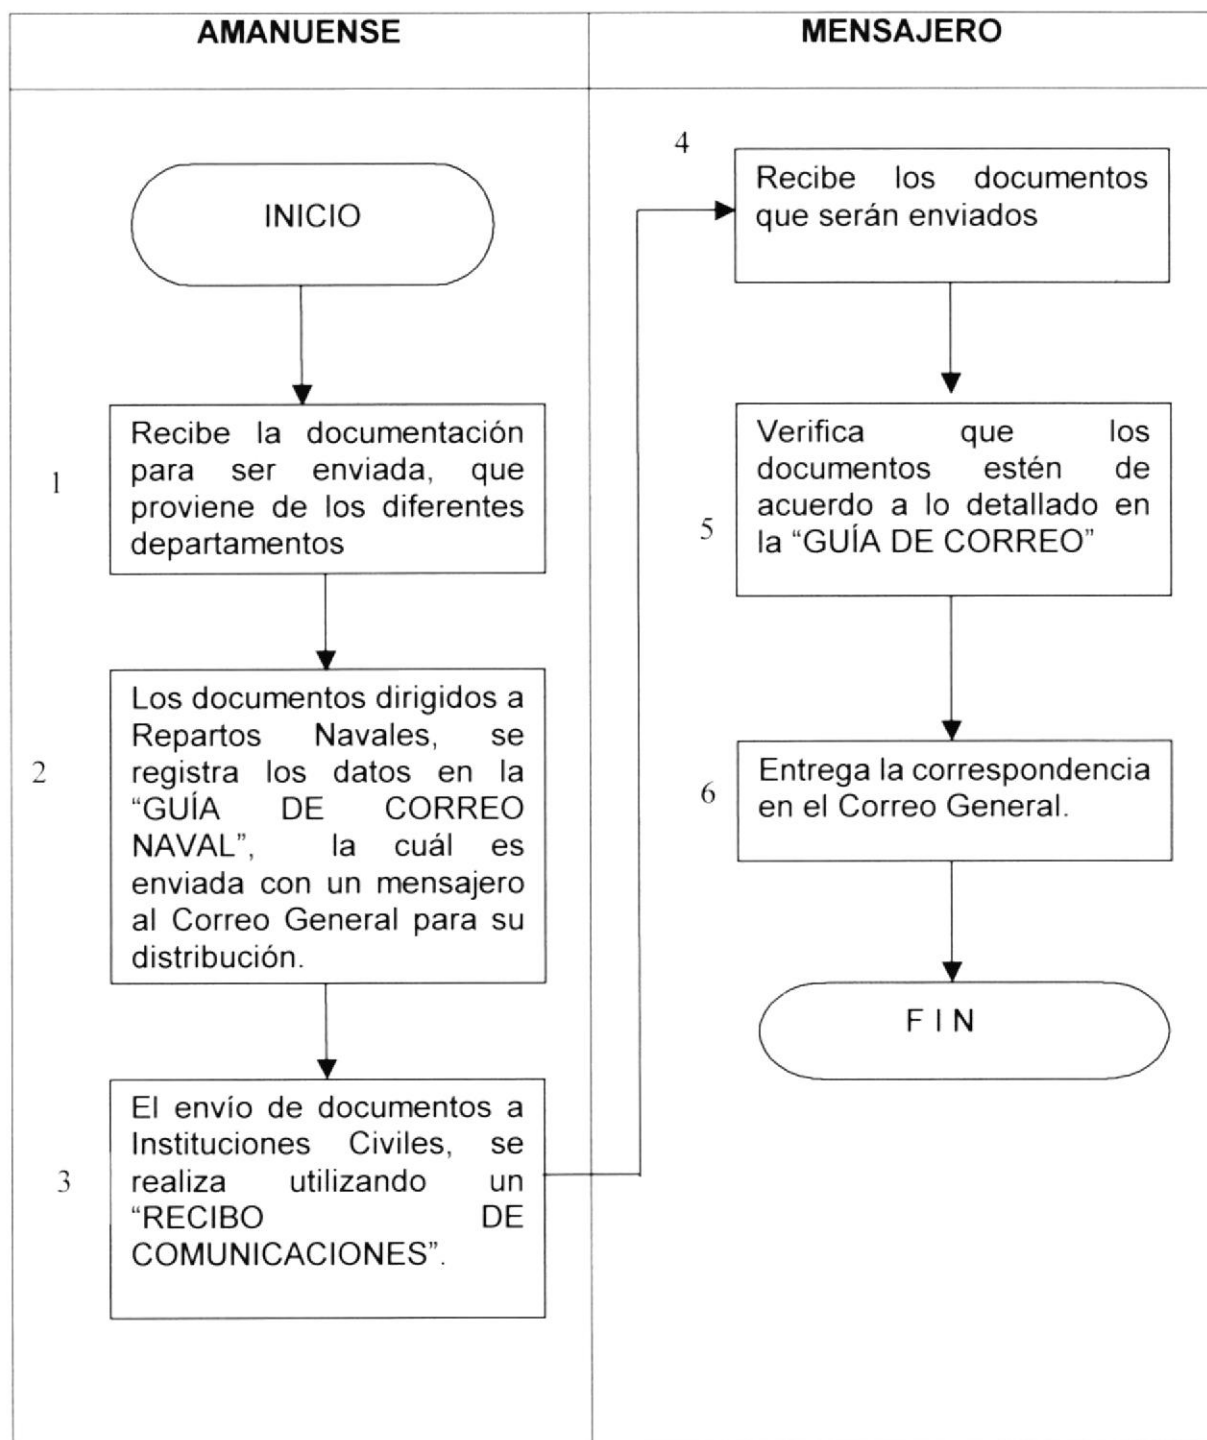 AMANUENSE
MENSAJERO
INICIO
1
Recibe la documentación
para ser enviada, que
proviene de los diferentes
departamentos
2
Los documentos dirigidos a
Repartos Navales, se
registra los datos en la
“GUÍA DE CORREO
NAVAL”, la cuál es
enviada con un mensajero
al Correo General para su
distribución.
3
El envío de documentos a
Instituciones Civiles, se
realiza utilizando un
“RECIBO DE
COMUNICACIONES”.
4
Recibe los documentos
que serán enviados
5
Verifica que los
documentos estén de
acuerdo a lo detallado en
la “GUÍA DE CORREO”
6
Entrega la correspondencia
en el Correo General.
F I N